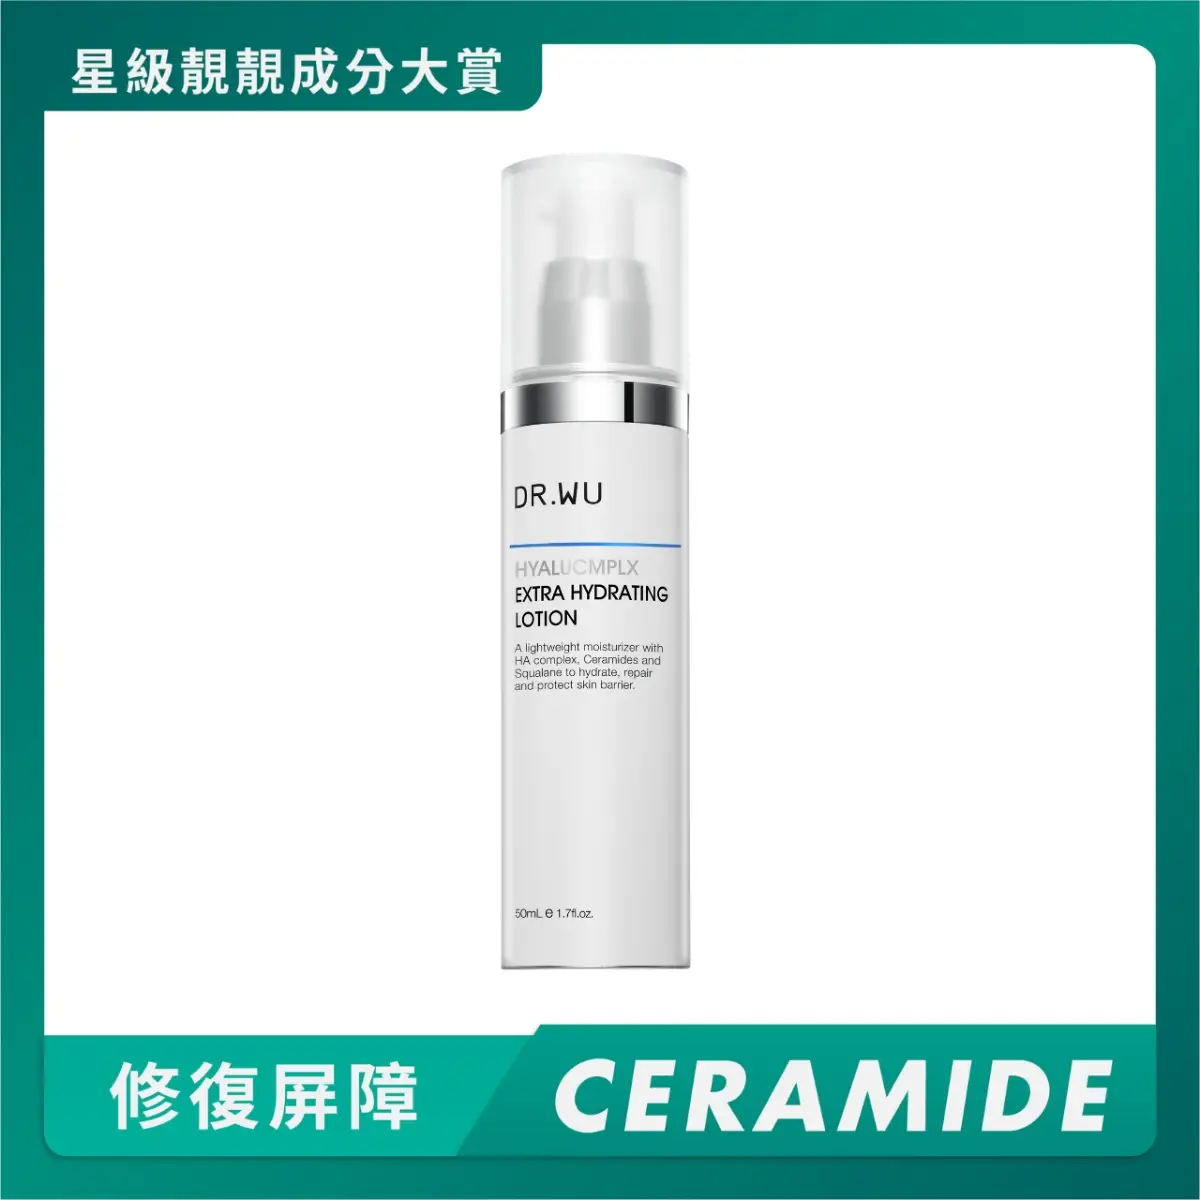 星級靚靚成分大賞
DR.WU
HYALUCMPLX
EXTRA HYDRATING
LOTION
A lightweight moisturizer with
HA complex, Ceramides and
Squalane to hydrate, repair
and protect skin barrier.
50mL ℮ 1.7fl.oz.
修復屏障
CERAMIDE